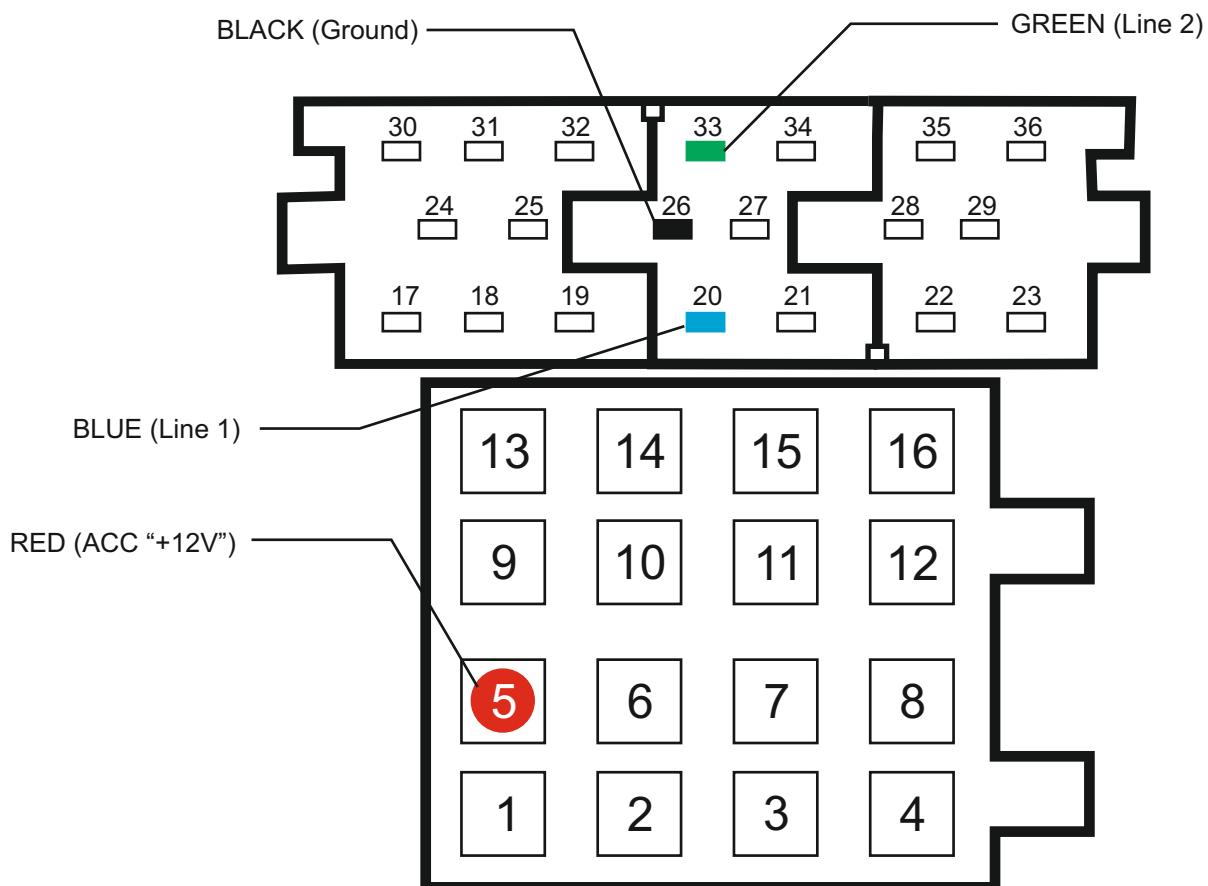 BLACK (Ground)
GREEN (Line 2)
30 31 32 33 34 35 36
24 25 26 27 28 29
17 18 19 20 21 22 23
BLUE (Line 1)
13 14 15 16
RED (ACC “+12V”)
9 10 11 12
5 6 7 8
1 2 3 4